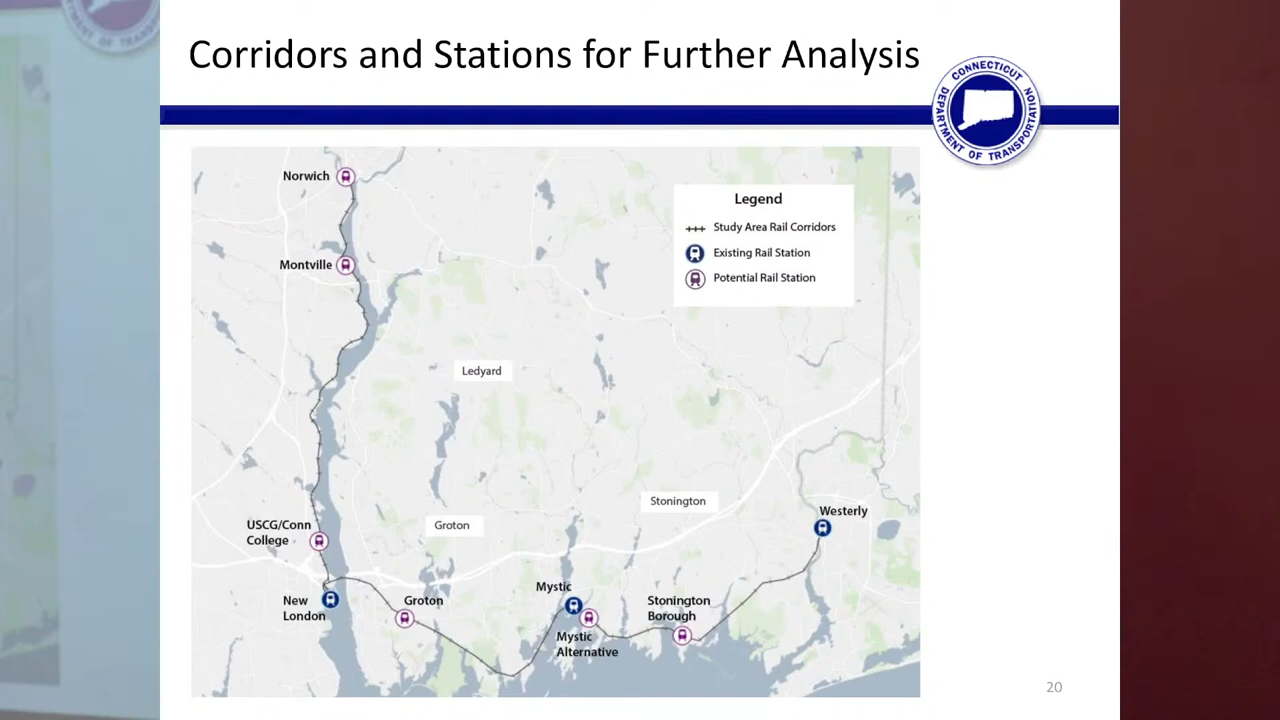 Corridors and Stations for Further Analysis
CONNECTICUT
DEPARTMENT OF TRANSPORTATION
Norwich
Legend
Study Area Rail Corridors
Existing Rail Station
Potential Rail Station
Montville
Ledyard
Stonington
Westerly
USCG/Conn
College
Groton
Mystic
New
London
Groton
Stonington
Borough
Mystic
Alternative
20